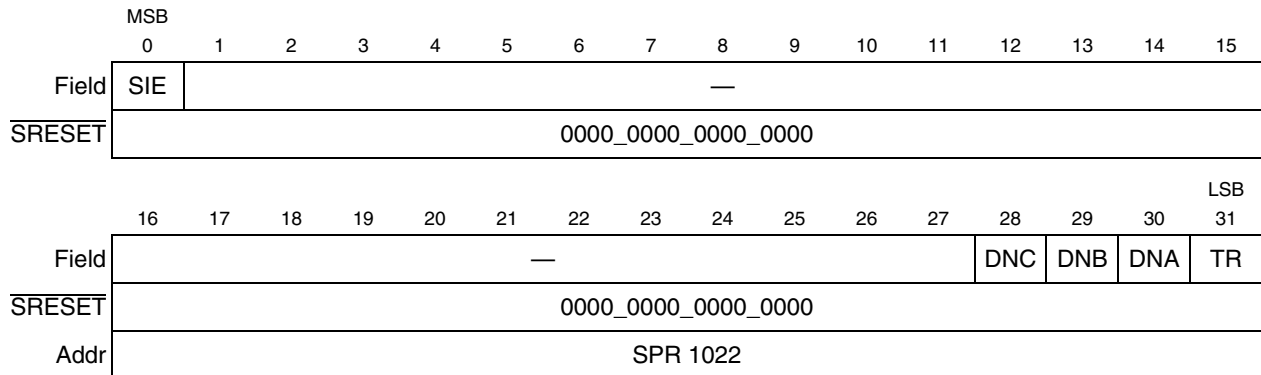 MSB
0 1 2 3 4 5 6 7 8 9 10 11 12 13 14 15
Field SIE —
SRESET 0000_0000_0000_0000
LSB
16 17 18 19 20 21 22 23 24 25 26 27 28 29 30 31
Field — DNC DNB DNA TR
SRESET 0000_0000_0000_0000
Addr SPR 1022